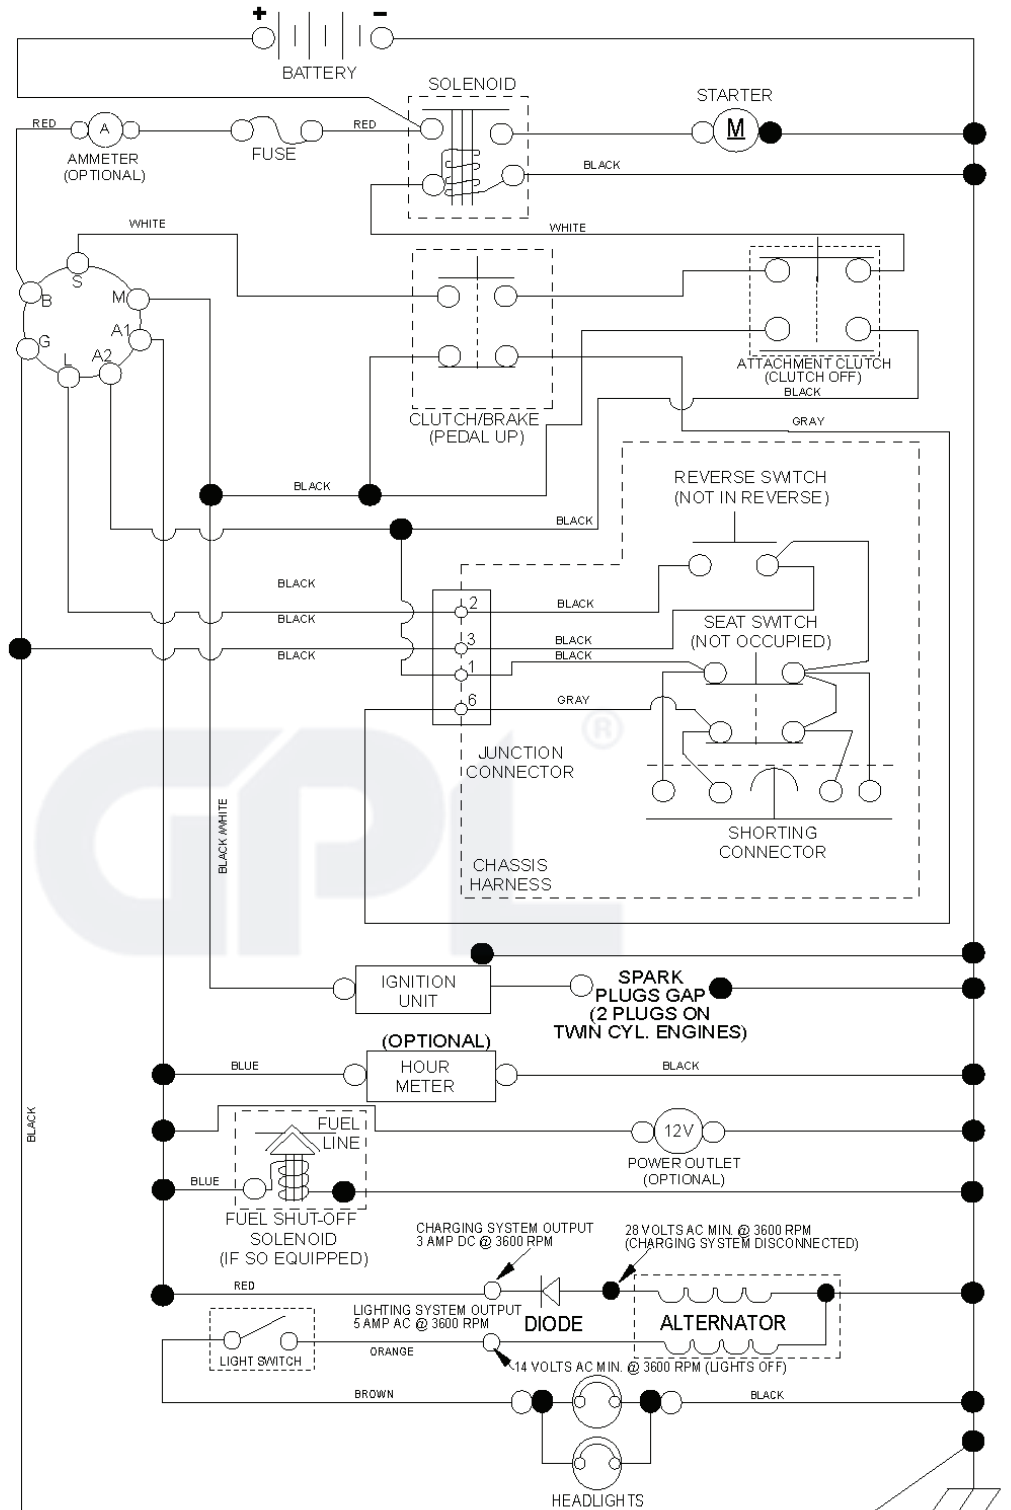 + -
BATTERY
SOLENOID
STARTER
RED
A
RED
M
AMMETER
(OPTIONAL)
FUSE
BLACK
WHITE
WHITE
S
B
M
G
A1
L
A2
ATTACHMENT CLUTCH
(CLUTCH OFF)
BLACK
CLUTCH/BRAKE
(PEDAL UP)
GRAY
REVERSE SWITCH
(NOT IN REVERSE)
BLACK
BLACK
BLACK
2
BLACK
BLACK
SEAT SWITCH
(NOT OCCUPIED)
3
BLACK
BLACK
BLACK
1
6
GRAY
GPL®
JUNCTION
CONNECTOR
BLACK/WHITE
SHORTING
CONNECTOR
CHASSIS
HARNESS
IGNITION
UNIT
SPARK
PLUGS GAP
(2 PLUGS ON
TWIN CYL. ENGINES)
(OPTIONAL)
BLUE
HOUR
METER
BLACK
BLACK
FUEL
LINE
12V
POWER OUTLET
(OPTIONAL)
BLUE
FUEL SHUT-OFF
SOLENOID
(IF SO EQUIPPED)
CHARGING SYSTEM OUTPUT
3 AMP DC @ 3600 RPM
28 VOLTS AC MIN. @ 3600 RPM
(CHARGING SYSTEM DISCONNECTED)
RED
LIGHTING SYSTEM OUTPUT
5 AMP AC @ 3600 RPM
DIODE
ALTERNATOR
LIGHT SWITCH
ORANGE
14 VOLTS AC MIN. @ 3600 RPM (LIGHTS OFF)
BROWN
BLACK
HEADLIGHTS